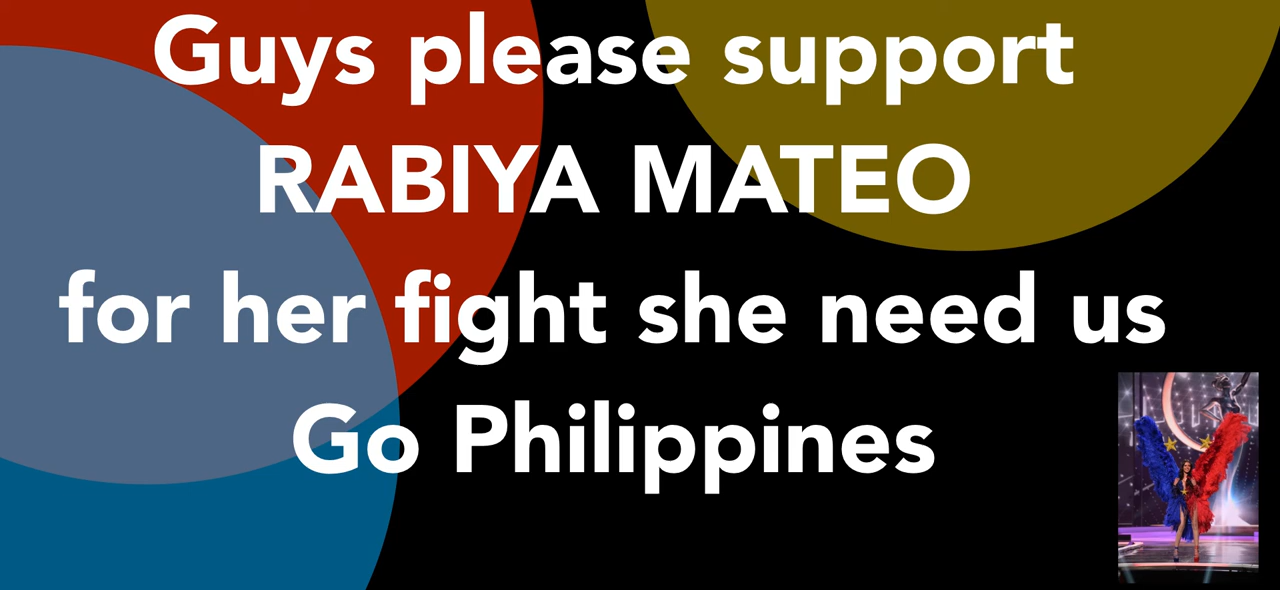 Guys please support
RABIYA MATEO
for her fight she need us
Go Philippines